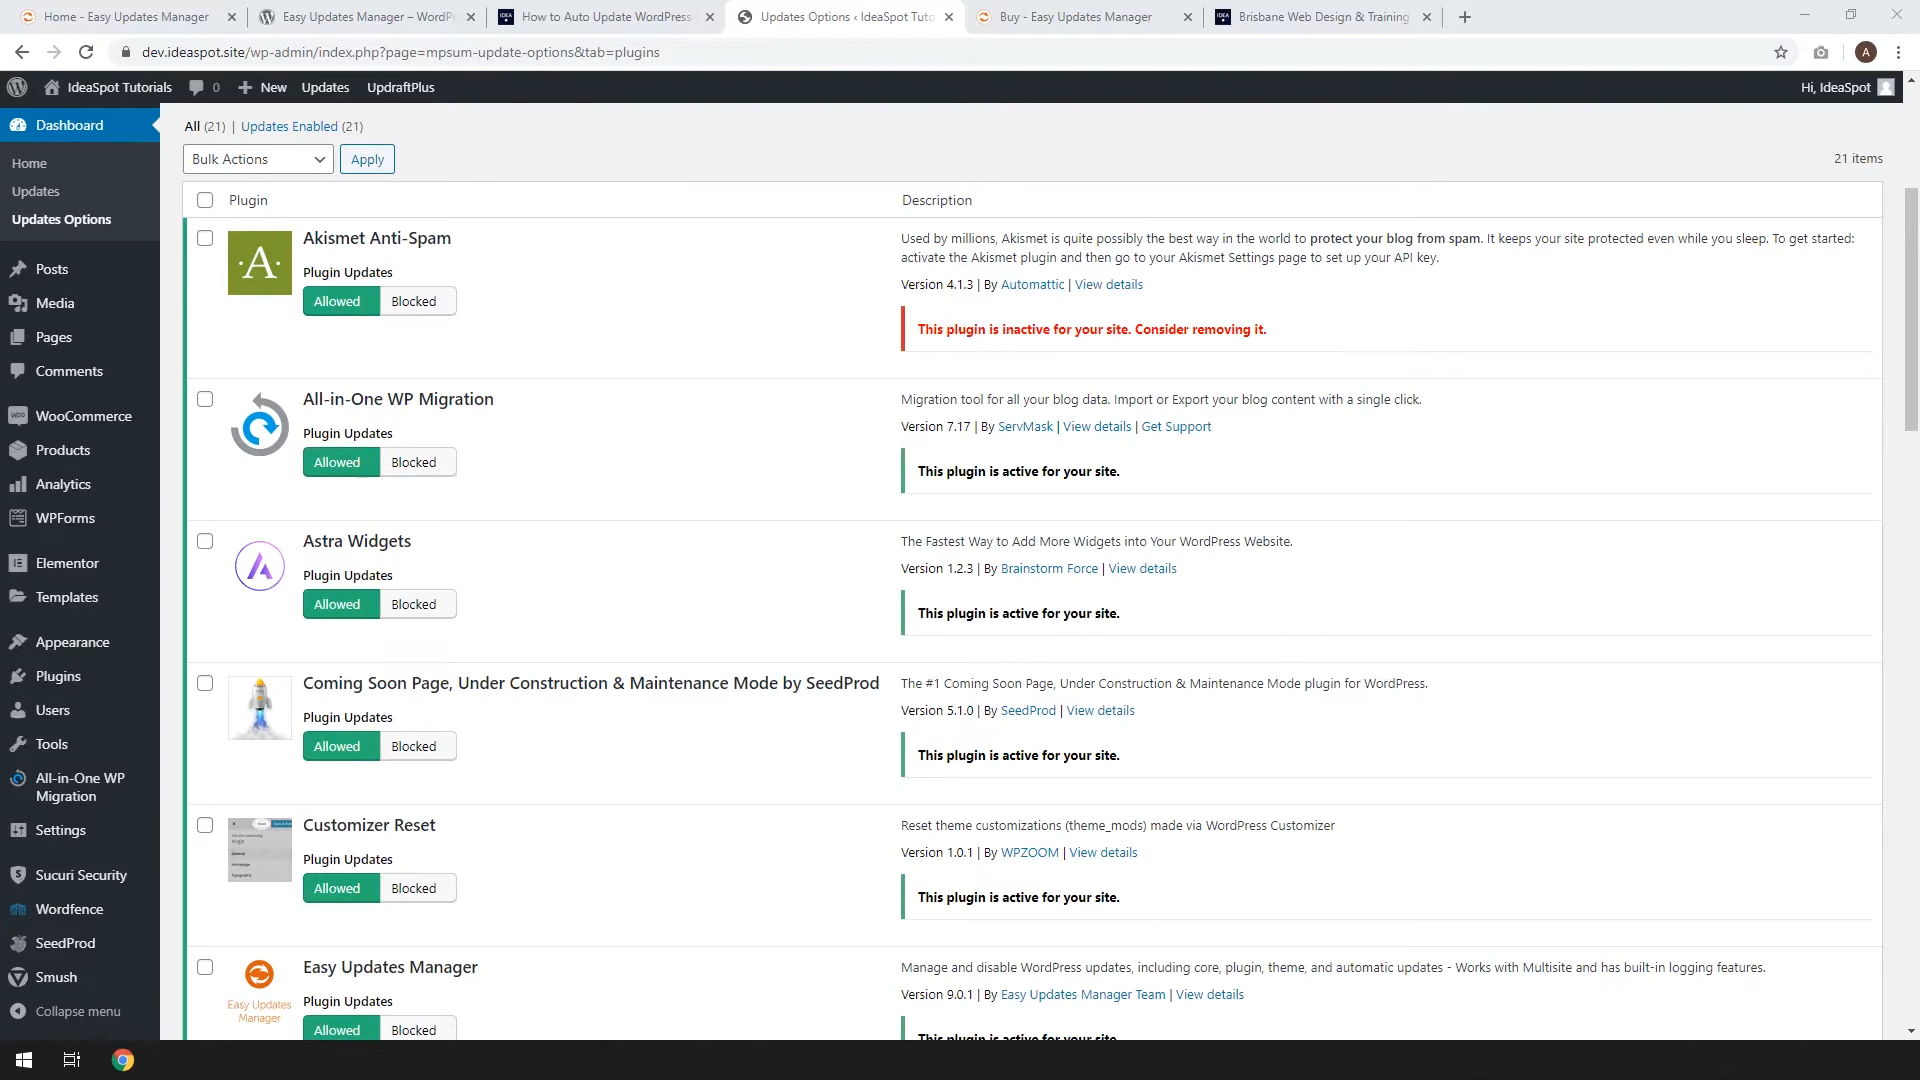 Home - Easy Updates Manager
Easy Updates Manager – WordP
How to Auto Update WordPress
Updates Options ‹ IdeaSpot Tuto
Buy - Easy Updates Manager
Brisbane Web Design & Training
dev.ideaspot.site/wp-admin/index.php?page=mpsum-update-options&tab=plugins
A
IdeaSpot Tutorials
0
New
Updates
UpdraftPlus
Hi, IdeaSpot
Dashboard
Home
Updates
Updates Options
Posts
Media
Pages
Comments
WooCommerce
Products
Analytics
WPForms
Elementor
Templates
Appearance
Plugins
Users
Tools
All-in-One WP
Migration
Settings
Sucuri Security
Wordfence
SeedProd
Smush
Collapse menu
All (21) | Updates Enabled (21)
Bulk Actions
Apply
21 items
Plugin
Description
·A·
Akismet Anti-Spam
Plugin Updates
Allowed Blocked
Used by millions, Akismet is quite possibly the best way in the world to protect your blog from spam. It keeps your site protected even while you sleep. To get started:
activate the Akismet plugin and then go to your Akismet Settings page to set up your API key.
Version 4.1.3 | By Automattic | View details
This plugin is inactive for your site. Consider removing it.
All-in-One WP Migration
Plugin Updates
Allowed Blocked
Migration tool for all your blog data. Import or Export your blog content with a single click.
Version 7.17 | By ServMask | View details | Get Support
This plugin is active for your site.
Astra Widgets
Plugin Updates
Allowed Blocked
The Fastest Way to Add More Widgets into Your WordPress Website.
Version 1.2.3 | By Brainstorm Force | View details
This plugin is active for your site.
Coming Soon Page, Under Construction & Maintenance Mode by SeedProd
Plugin Updates
Allowed Blocked
The #1 Coming Soon Page, Under Construction & Maintenance Mode plugin for WordPress.
Version 5.1.0 | By SeedProd | View details
This plugin is active for your site.
Customizer Reset
Plugin Updates
Allowed Blocked
Reset theme customizations (theme_mods) made via WordPress Customizer
Version 1.0.1 | By WPZOOM | View details
This plugin is active for your site.
Easy Updates
Manager
Easy Updates Manager
Plugin Updates
Allowed Blocked
Manage and disable WordPress updates, including core, plugin, theme, and automatic updates - Works with Multisite and has built-in logging features.
Version 9.0.1 | By Easy Updates Manager Team | View details
This plugin is active for your site.